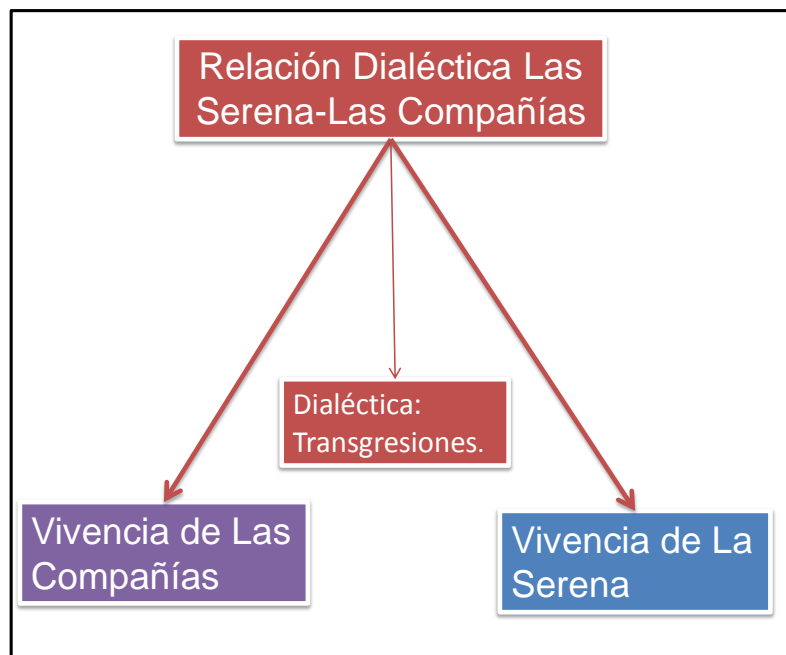 Relación Dialéctica Las
Serena-Las Compañías
Dialéctica:
Transgresiones.
Vivencia de Las
Compañías
Vivencia de La
Serena